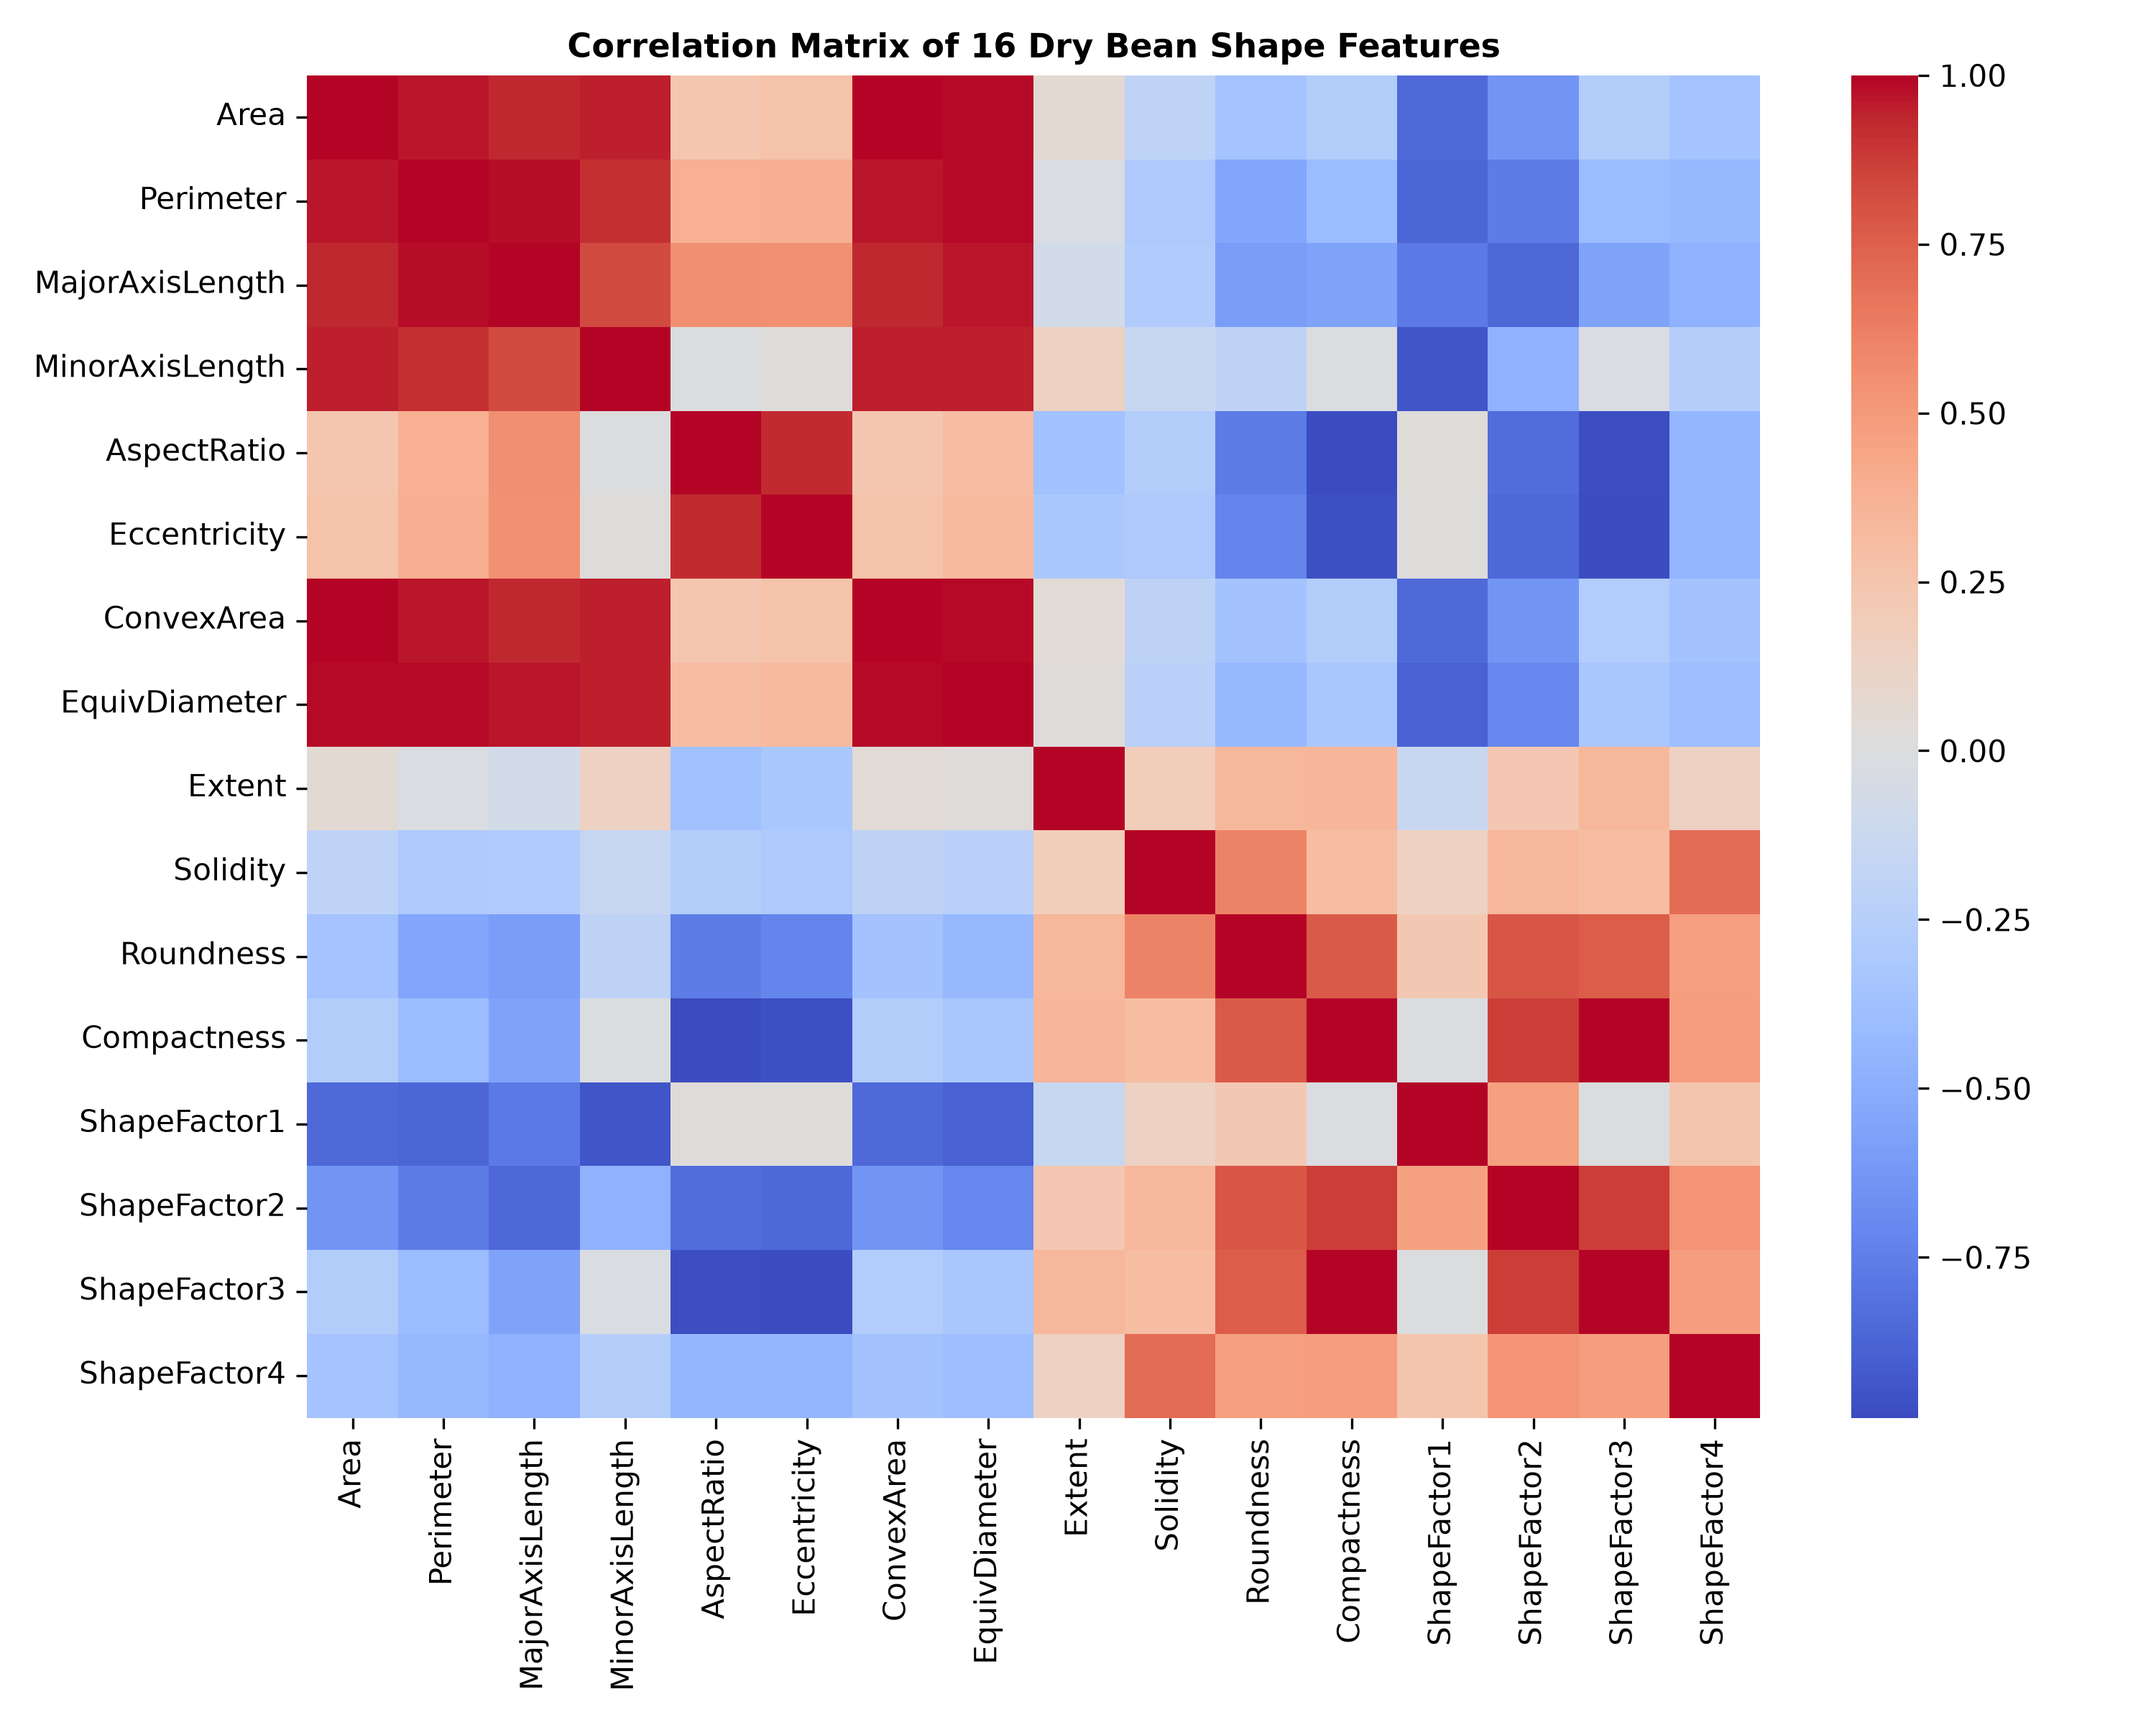 Correlation Matrix of 16 Dry Bean Shape Features
Area
Perimeter
MajorAxisLength
MinorAxisLength
AspectRatio
Eccentricity
ConvexArea
EquivDiameter
Extent
Solidity
Roundness
Compactness
ShapeFactor1
ShapeFactor2
ShapeFactor3
ShapeFactor4
Area
Perimeter
MajorAxisLength
MinorAxisLength
AspectRatio
Eccentricity
ConvexArea
EquivDiameter
Extent
Solidity
Roundness
Compactness
ShapeFactor1
ShapeFactor2
ShapeFactor3
ShapeFactor4
1.00
0.75
0.50
0.25
0.00
−0.25
−0.50
−0.75